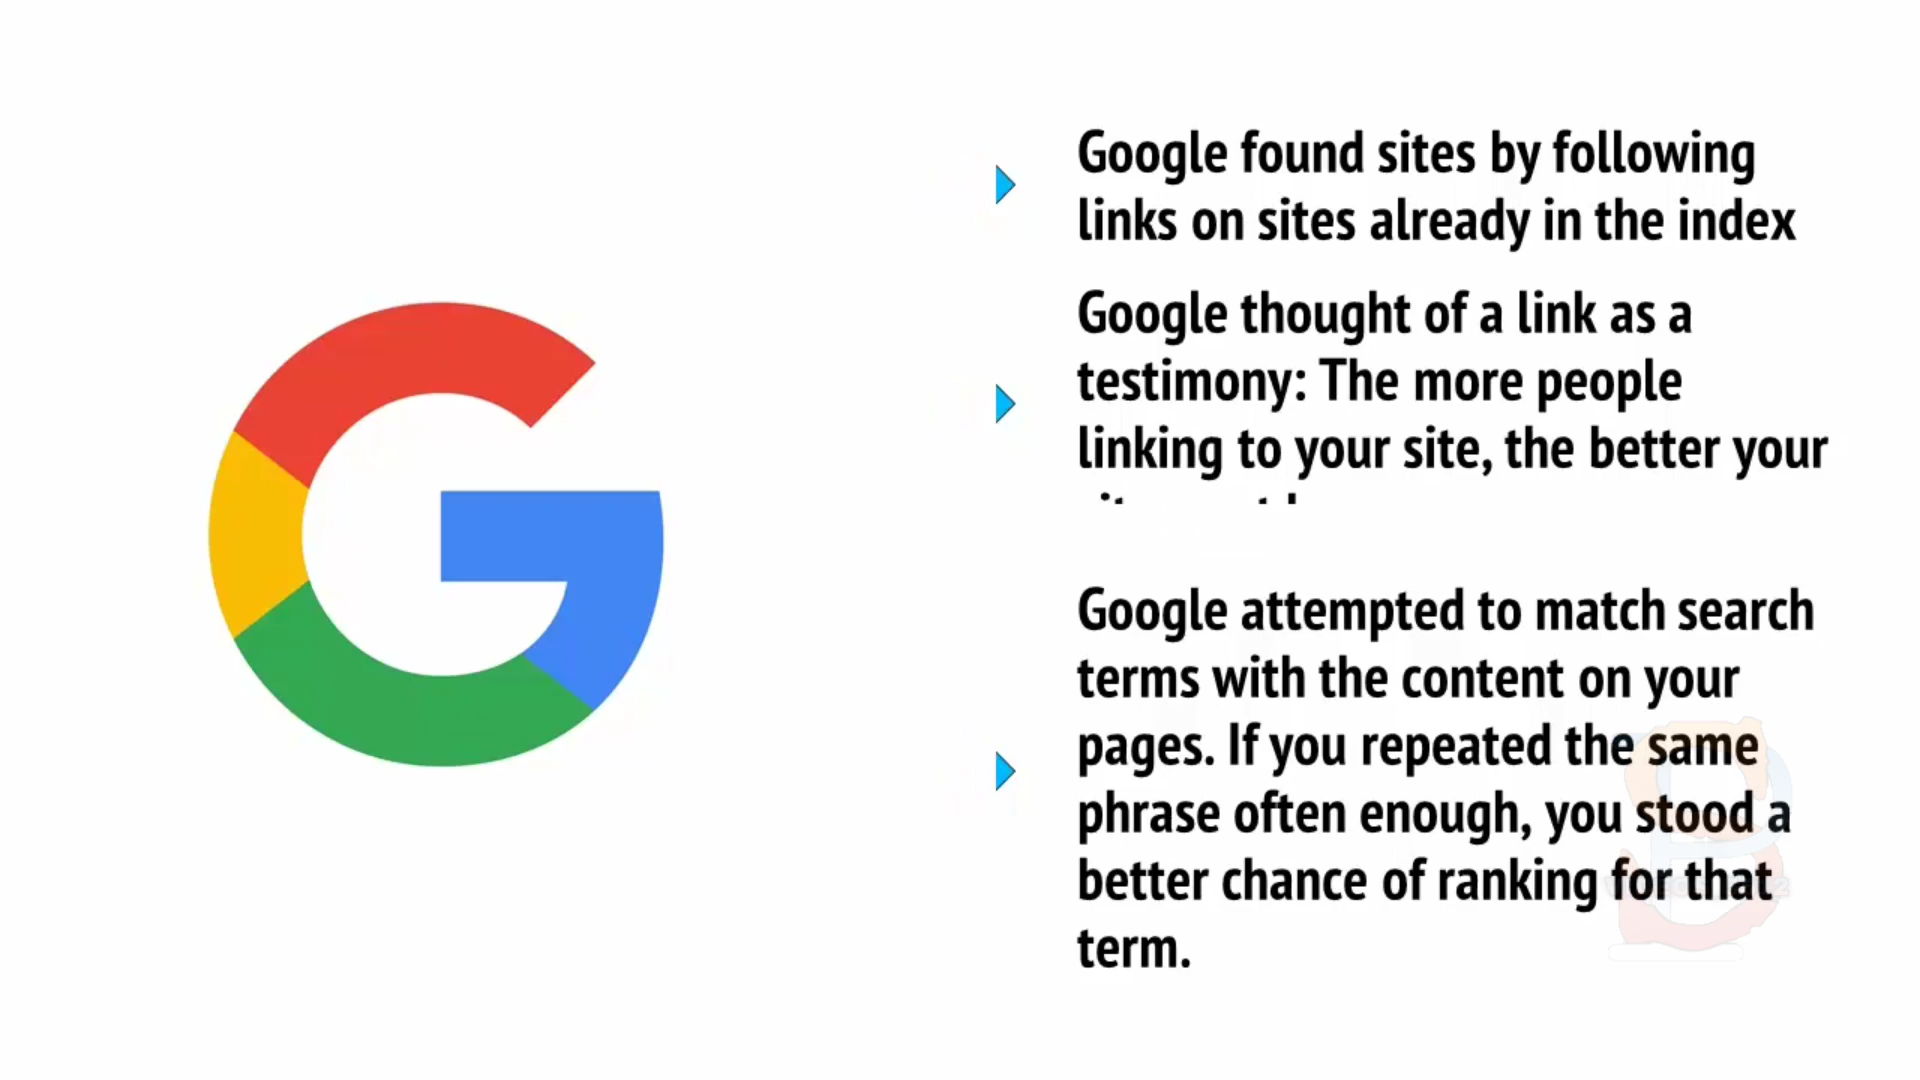 Google found sites by following
links on sites already in the index
Google thought of a link as a
testimony: The more people
linking to your site, the better your
Google attempted to match search
terms with the content on your
pages. If you repeated the same
phrase often enough, you stood a
better chance of ranking for that
term.